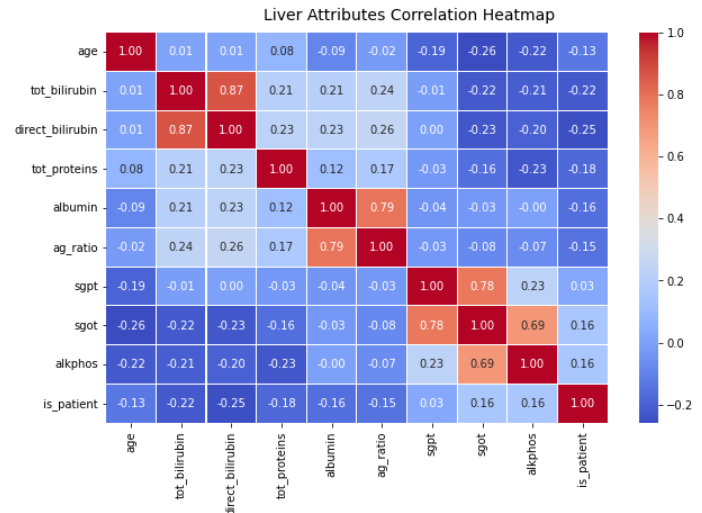 Liver Attributes Correlation Heatmap
age 1.00 0.01 0.01 0.08 -0.09 -0.02 -0.19 -0.26 -0.22 -0.13
tot_bilirubin 0.01 1.00 0.87 0.21 0.21 0.24 -0.01 -0.22 -0.21 -0.22
direct_bilirubin 0.01 0.87 1.00 0.23 0.23 0.26 0.00 -0.23 -0.20 -0.25
tot_proteins 0.08 0.21 0.23 1.00 0.12 0.17 -0.03 -0.16 -0.23 -0.18
albumin -0.09 0.21 0.23 0.12 1.00 0.79 -0.04 -0.03 -0.00 -0.16
ag_ratio -0.02 0.24 0.26 0.17 0.79 1.00 -0.03 -0.08 -0.07 -0.15
sgpt -0.19 -0.01 0.00 -0.03 -0.04 -0.03 1.00 0.78 0.23 0.03
sgot -0.26 -0.22 -0.23 -0.16 -0.03 -0.08 0.78 1.00 0.69 0.16
alkphos -0.22 -0.21 -0.20 -0.23 -0.00 -0.07 0.23 0.69 1.00 0.16
is_patient -0.13 -0.22 -0.25 -0.18 -0.16 -0.15 0.03 0.16 0.16 1.00
age
tot_bilirubin
direct_bilirubin
tot_proteins
albumin
ag_ratio
sgpt
sgot
alkphos
is_patient
1.0
0.8
0.6
0.4
0.2
0.0
−0.2